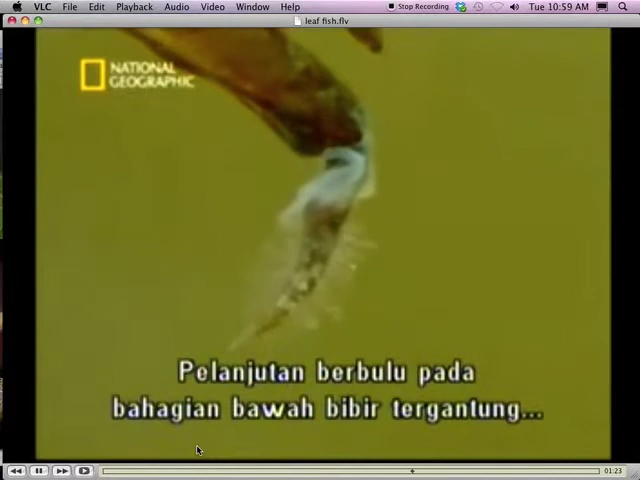 VLC File Edit Playback Audio Video Window Help Stop Recording Tue 10:59 AM
leaf fish.flv
NATIONAL
GEOGRAPHIC
Pelanjutan berbulu pada
bahagian bawah bibir tergantung...
01:23